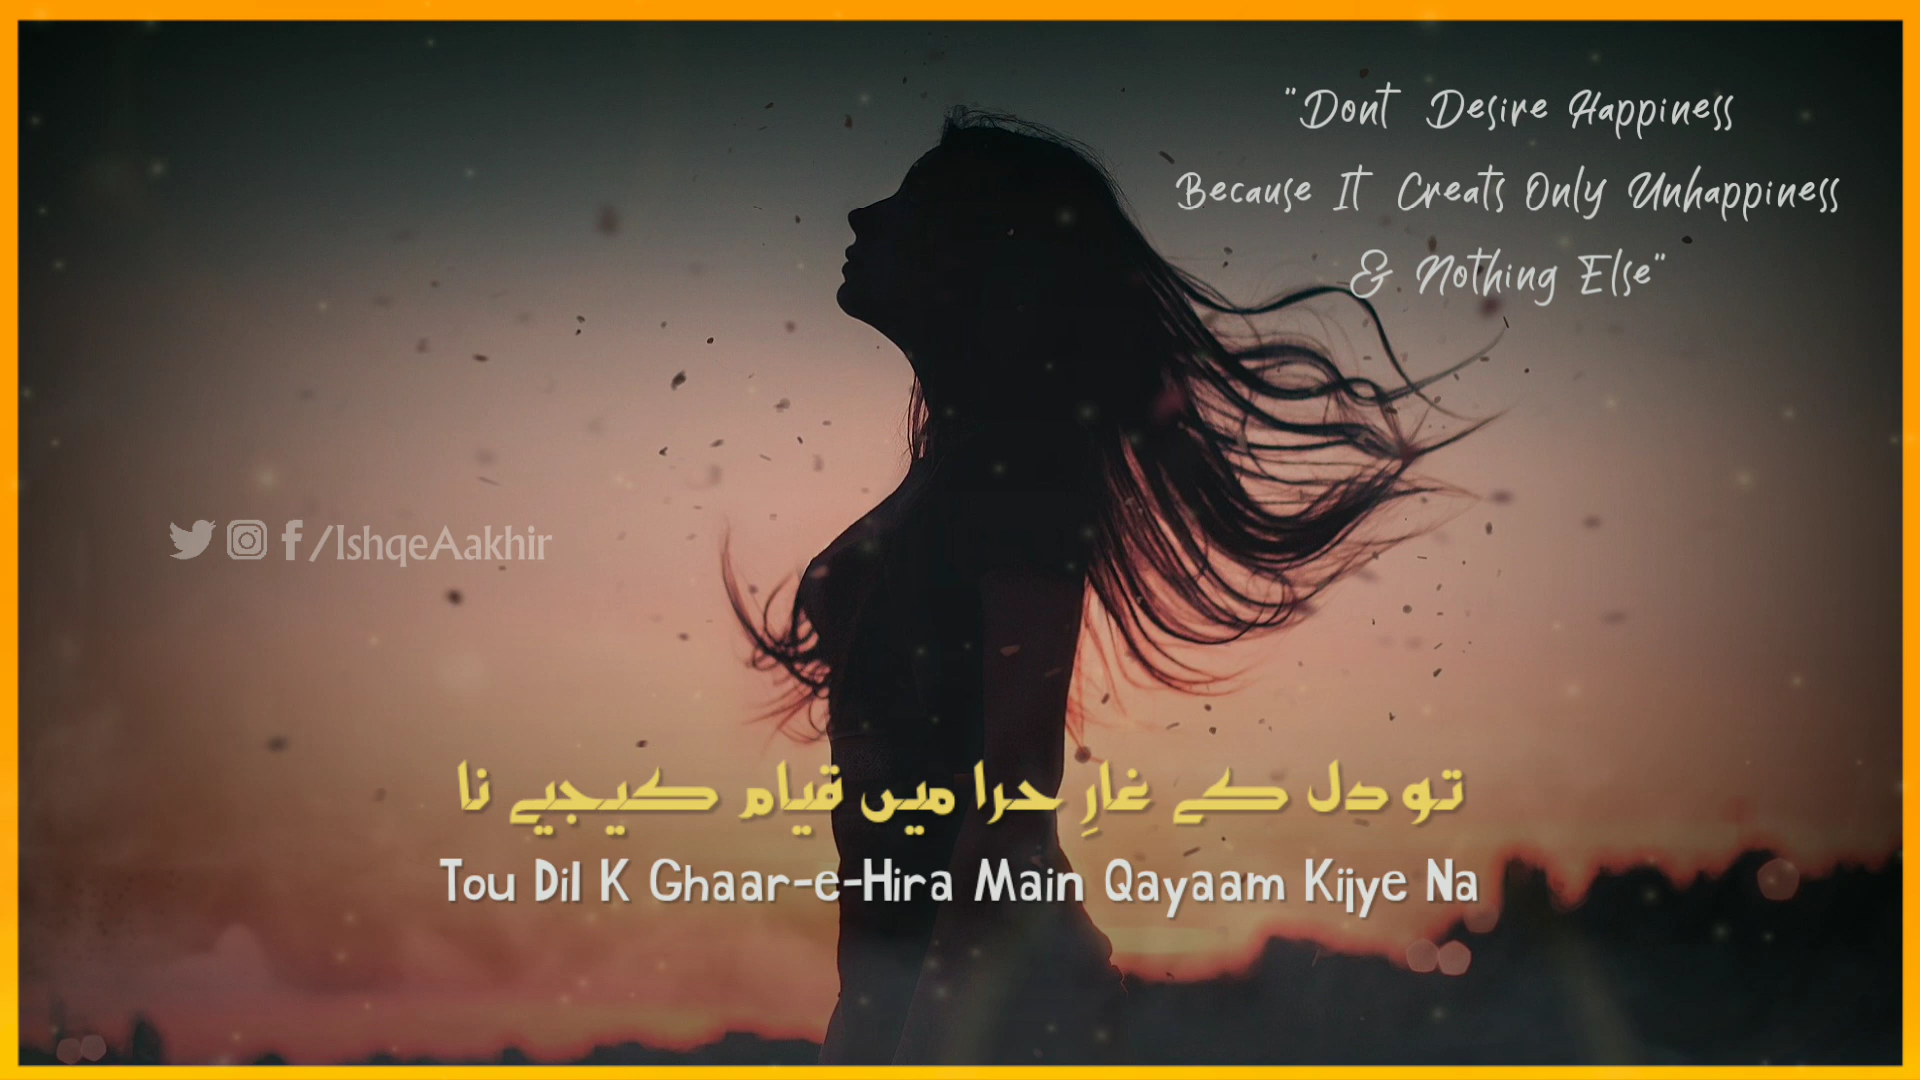 "Dont Desire Happiness
Because It Creats Only Unhappiness
& Nothing Else"
/IshqeAakhir
تو دل کے غارِ حرا میں قیام کیجیے نا
Tou Dil K Ghaar-e-Hira Main Qayaam Kijye Na